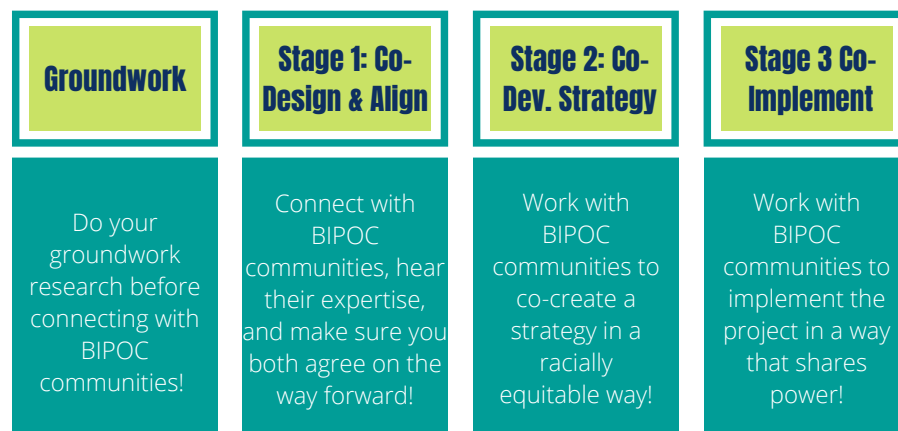 Groundwork
Do your
groundwork
research before
connecting with
BIPOC
communities!
Stage 1: Co-
Design & Align
Connect with
BIPOC
communities, hear
their expertise,
and make sure you
both agree on the
way forward!
Stage 2: Co-
Dev. Strategy
Work with
BIPOC
communities to
co-create a
strategy in a
racially
equitable way!
Stage 3 Co-
Implement
Work with
BIPOC
communities to
implement the
project in a way
that shares
power!